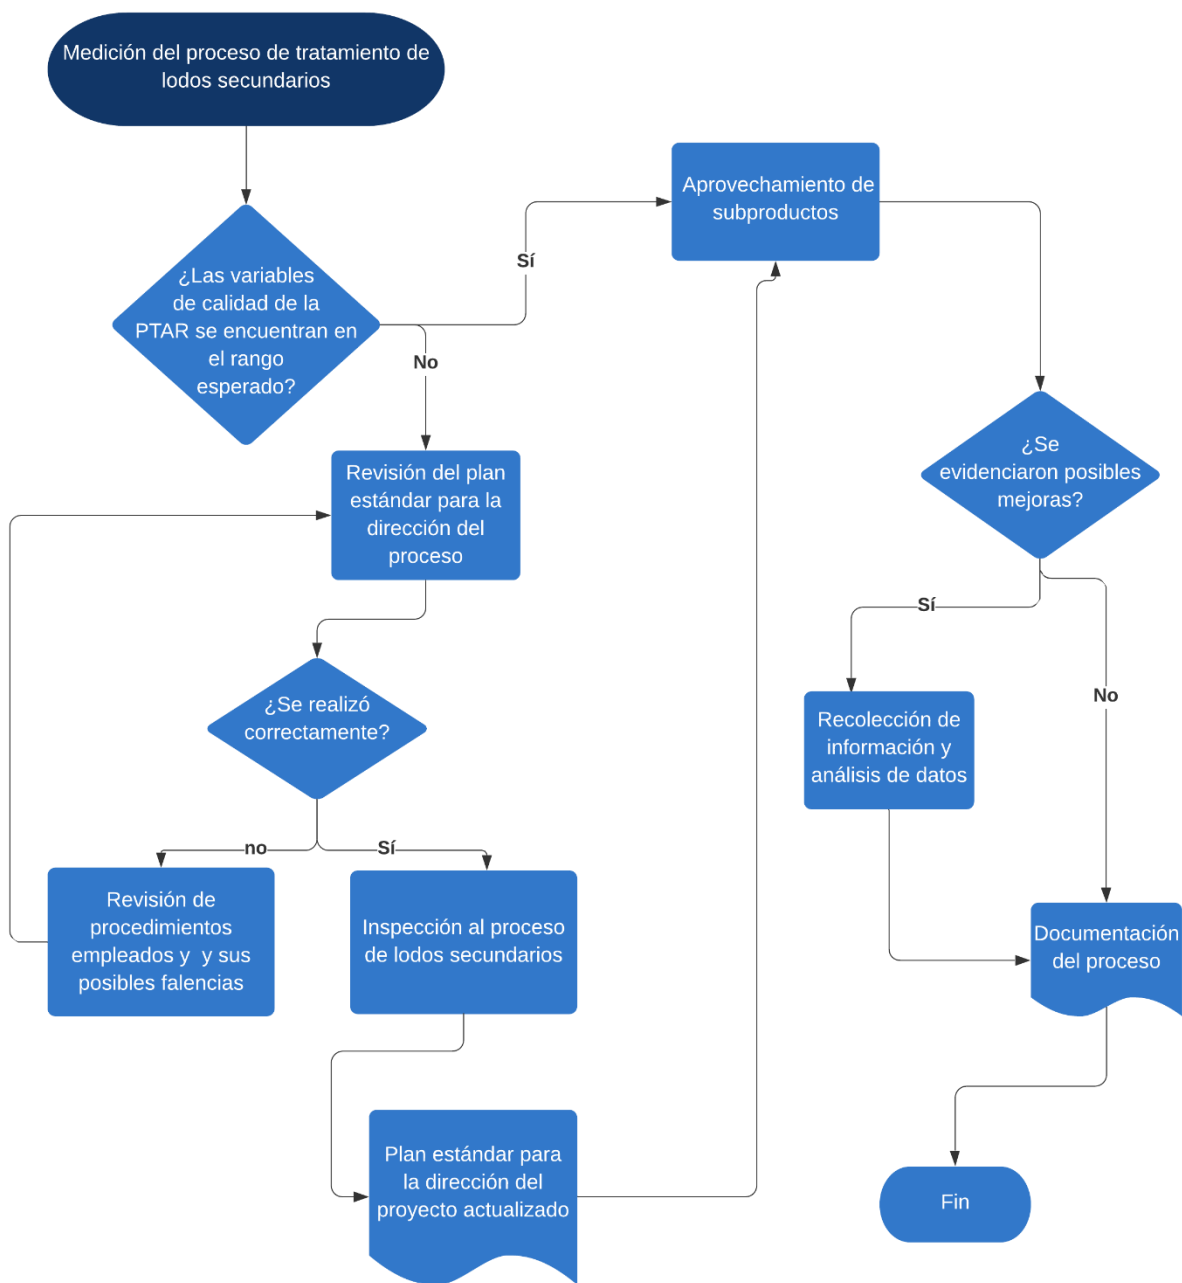 Medición del proceso de tratamiento de
lodos secundarios
¿Las variables
de calidad de la
PTAR se encuentran en
el rango
esperado?
Sí
No
Aprovechamiento de
subproductos
Revisión del plan
estándar para la
dirección del
proceso
¿Se
evidenciaron posibles
mejoras?
Sí
No
¿Se realizó
correctamente?
Recolección de
información y
análisis de datos
no
Sí
Revisión de
procedimientos
empleados y  y sus
posibles falencias
Inspección al proceso
de lodos secundarios
Documentación
del proceso
Plan estándar para
la dirección del
proyecto actualizado
Fin